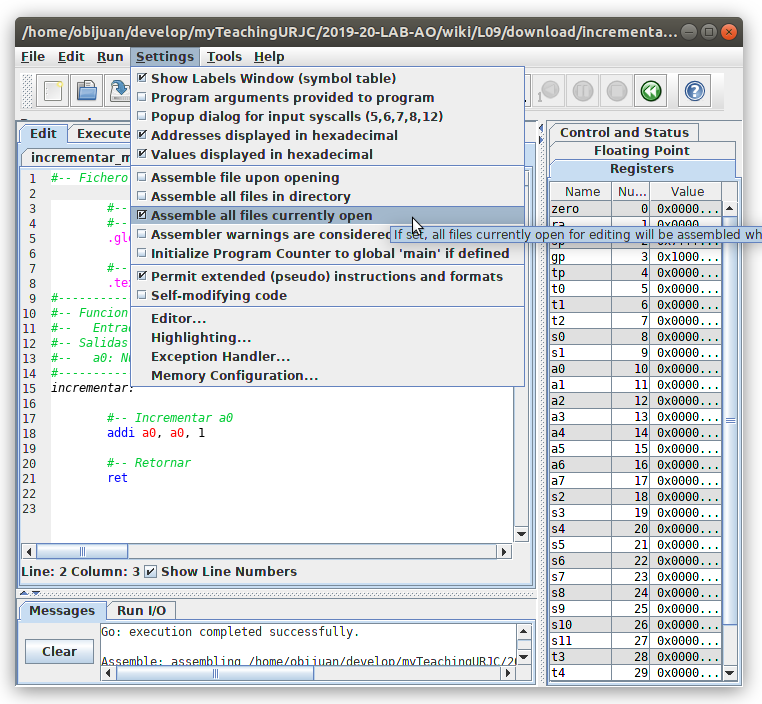 /home/obijuan/develop/myTeachingURJC/2019-20-LAB-AO/wiki/L09/download/incrementa...
File Edit Run Settings Tools Help
Show Labels Window (symbol table)
Program arguments provided to program
Popup dialog for input syscalls (5,6,7,8,12)
Addresses displayed in hexadecimal
Values displayed in hexadecimal
Assemble file upon opening
Assemble all files in directory
Assemble all files currently open
Assembler warnings are considered
If set, all files currently open for editing will be assembled wh
Initialize Program Counter to global 'main' if defined
Permit extended (pseudo) instructions and formats
Self-modifying code
Editor...
Highlighting...
Exception Handler...
Memory Configuration...
Edit Execute
incrementar_m
1 #-- Fichero
2
3 #--
4 #--
5 .glo
6
7 #--
8 .tex
9 #-----------
10 #-- Funcion
11 #-- Entrad
12 #-- Salidas
13 #-- a0: Nú
14 #-----------
15 incrementar:
16
17 #-- Incrementar a0
18 addi a0, a0, 1
19
20 #-- Retornar
21 ret
22
23
Line: 2 Column: 3 Show Line Numbers
Messages Run I/O
Clear
Go: execution completed successfully.
Assemble: assembling /home/obijuan/develop/myTeachingURJC/2
Control and Status
Floating Point
Registers
Name Nu... Value
zero 0 0x0000...
ra 1 0x0000...
gp 3 0x1000...
tp 4 0x0000...
t0 5 0x0000...
t1 6 0x0000...
t2 7 0x0000...
s0 8 0x0000...
s1 9 0x0000...
a0 10 0x0000...
a1 11 0x0000...
a2 12 0x0000...
a3 13 0x0000...
a4 14 0x0000...
a5 15 0x0000...
a6 16 0x0000...
a7 17 0x0000...
s2 18 0x0000...
s3 19 0x0000...
s4 20 0x0000...
s5 21 0x0000...
s6 22 0x0000...
s7 23 0x0000...
s8 24 0x0000...
s9 25 0x0000...
s10 26 0x0000...
s11 27 0x0000...
t3 28 0x0000...
t4 29 0x0000...